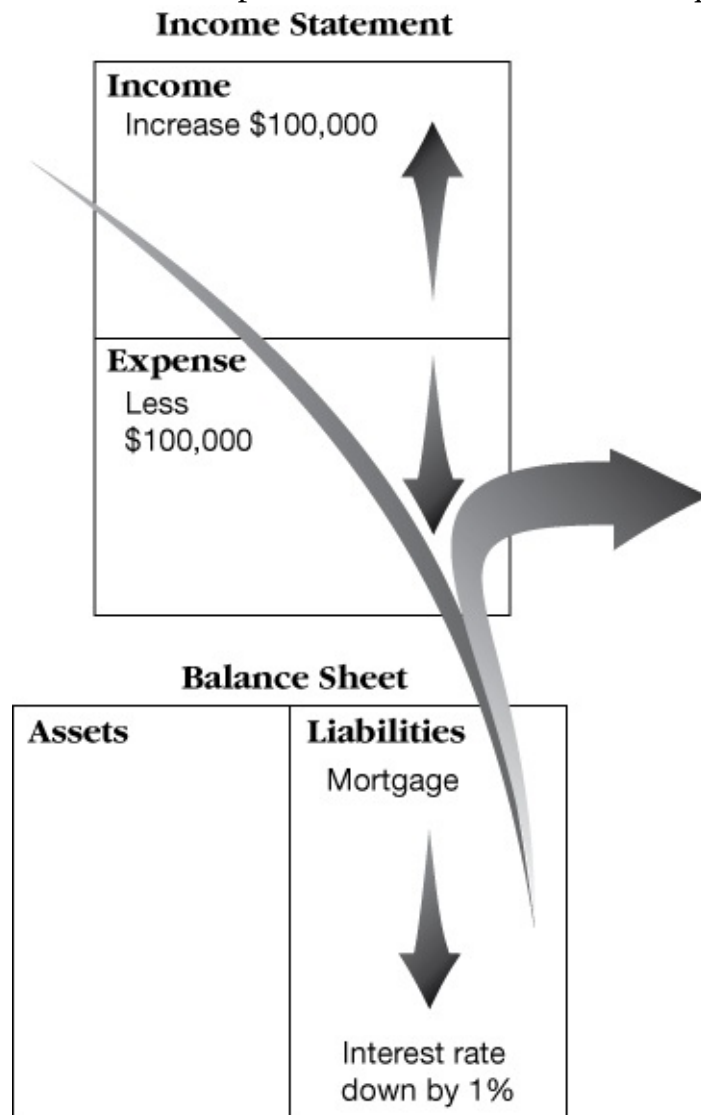 Income Statement
Income
Increase $100,000
Expense
Less
$100,000
Balance Sheet
Assets
Liabilities
Mortgage
Interest rate
down by 1%